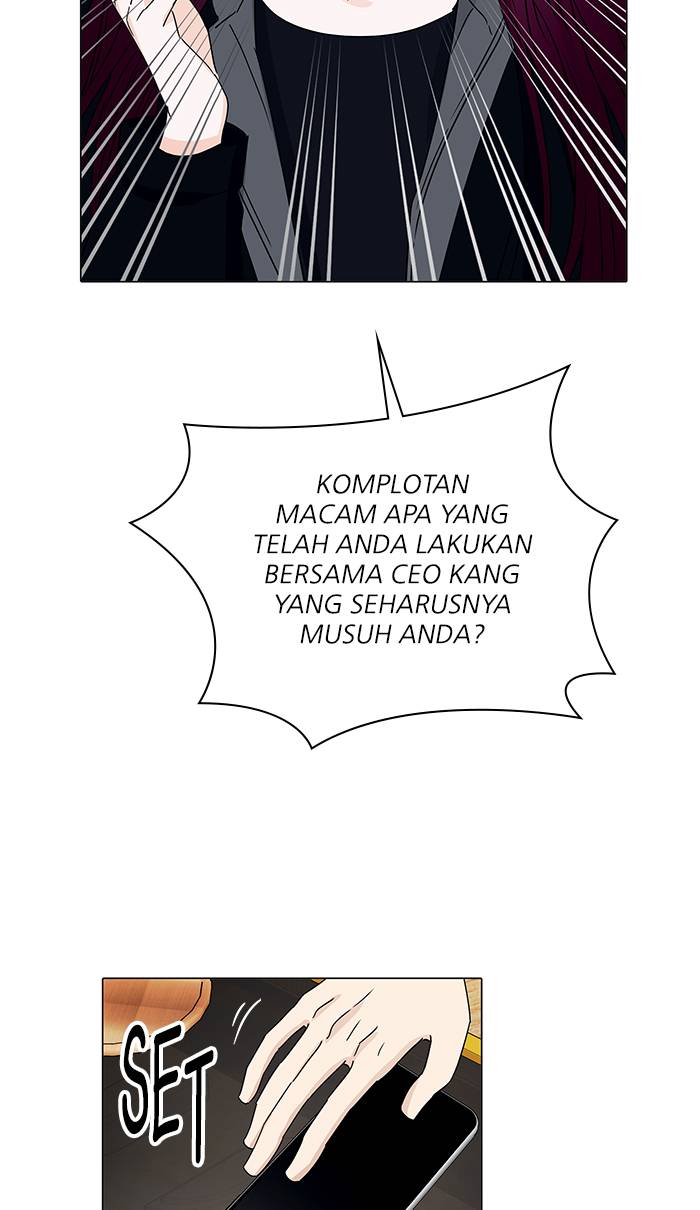 KOMPLOTAN
MACAM APA YANG
TELAH ANDA LAKUKAN
BERSAMA CEO KANG
YANG SEHARUSNYA
MUSUH ANDA?
SET